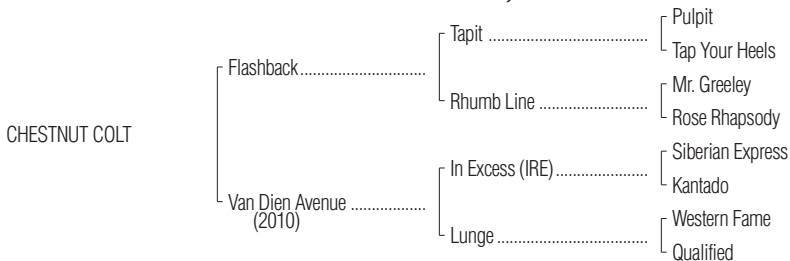 Pulpit
Tapit ........................................
Tap Your Heels
Flashback................................
Mr. Greeley
Rhumb Line ...........................
Rose Rhapsody
CHESTNUT COLT
Siberian Express
In Excess (IRE).......................
Kantado
Van Dien Avenue ...................
(2010)
Western Fame
Lunge ......................................
Qualified